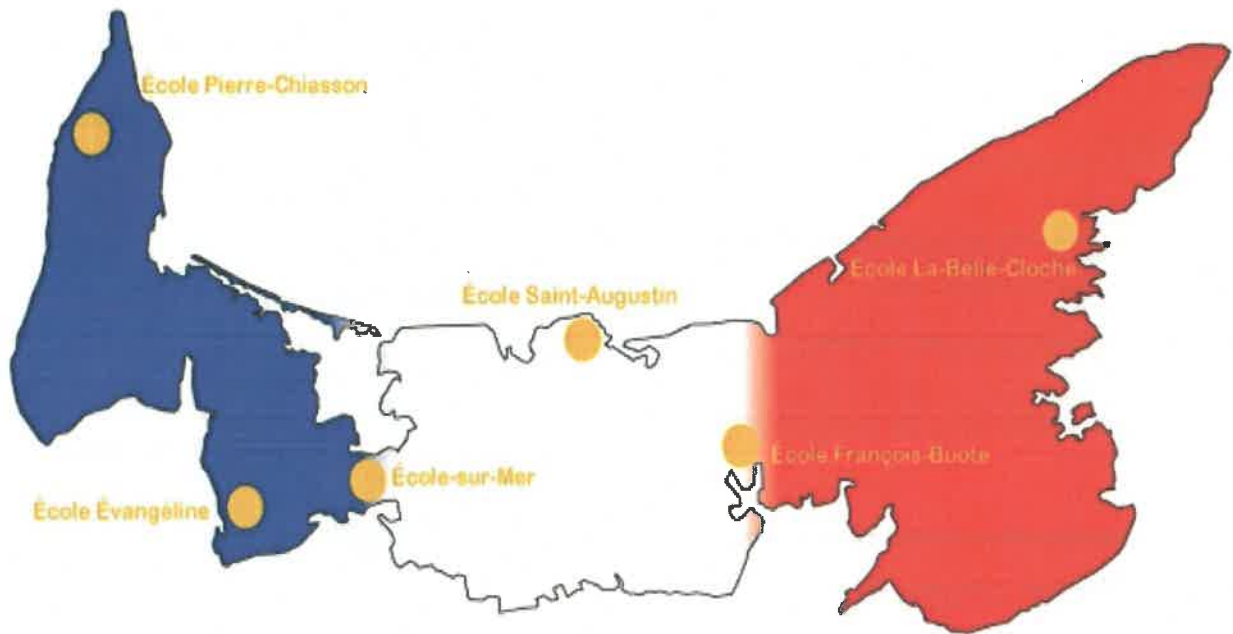 École Pierre-Chiasson
École La-Belle-Cloche
École Saint-Augustin
École François-Buote
École-sur-Mer
École Évangéline